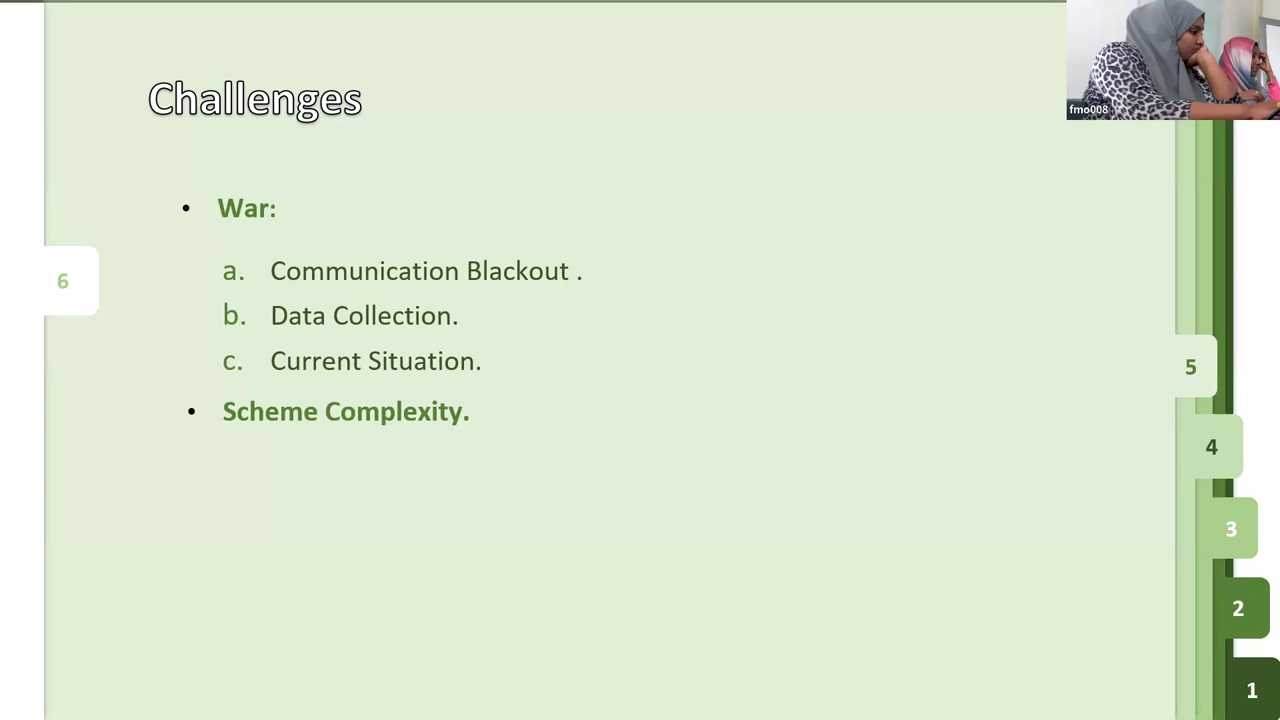 fmo008
Challenges
• War:
a. Communication Blackout .
b. Data Collection.
c. Current Situation.
• Scheme Complexity.
6
5
4
3
2
1